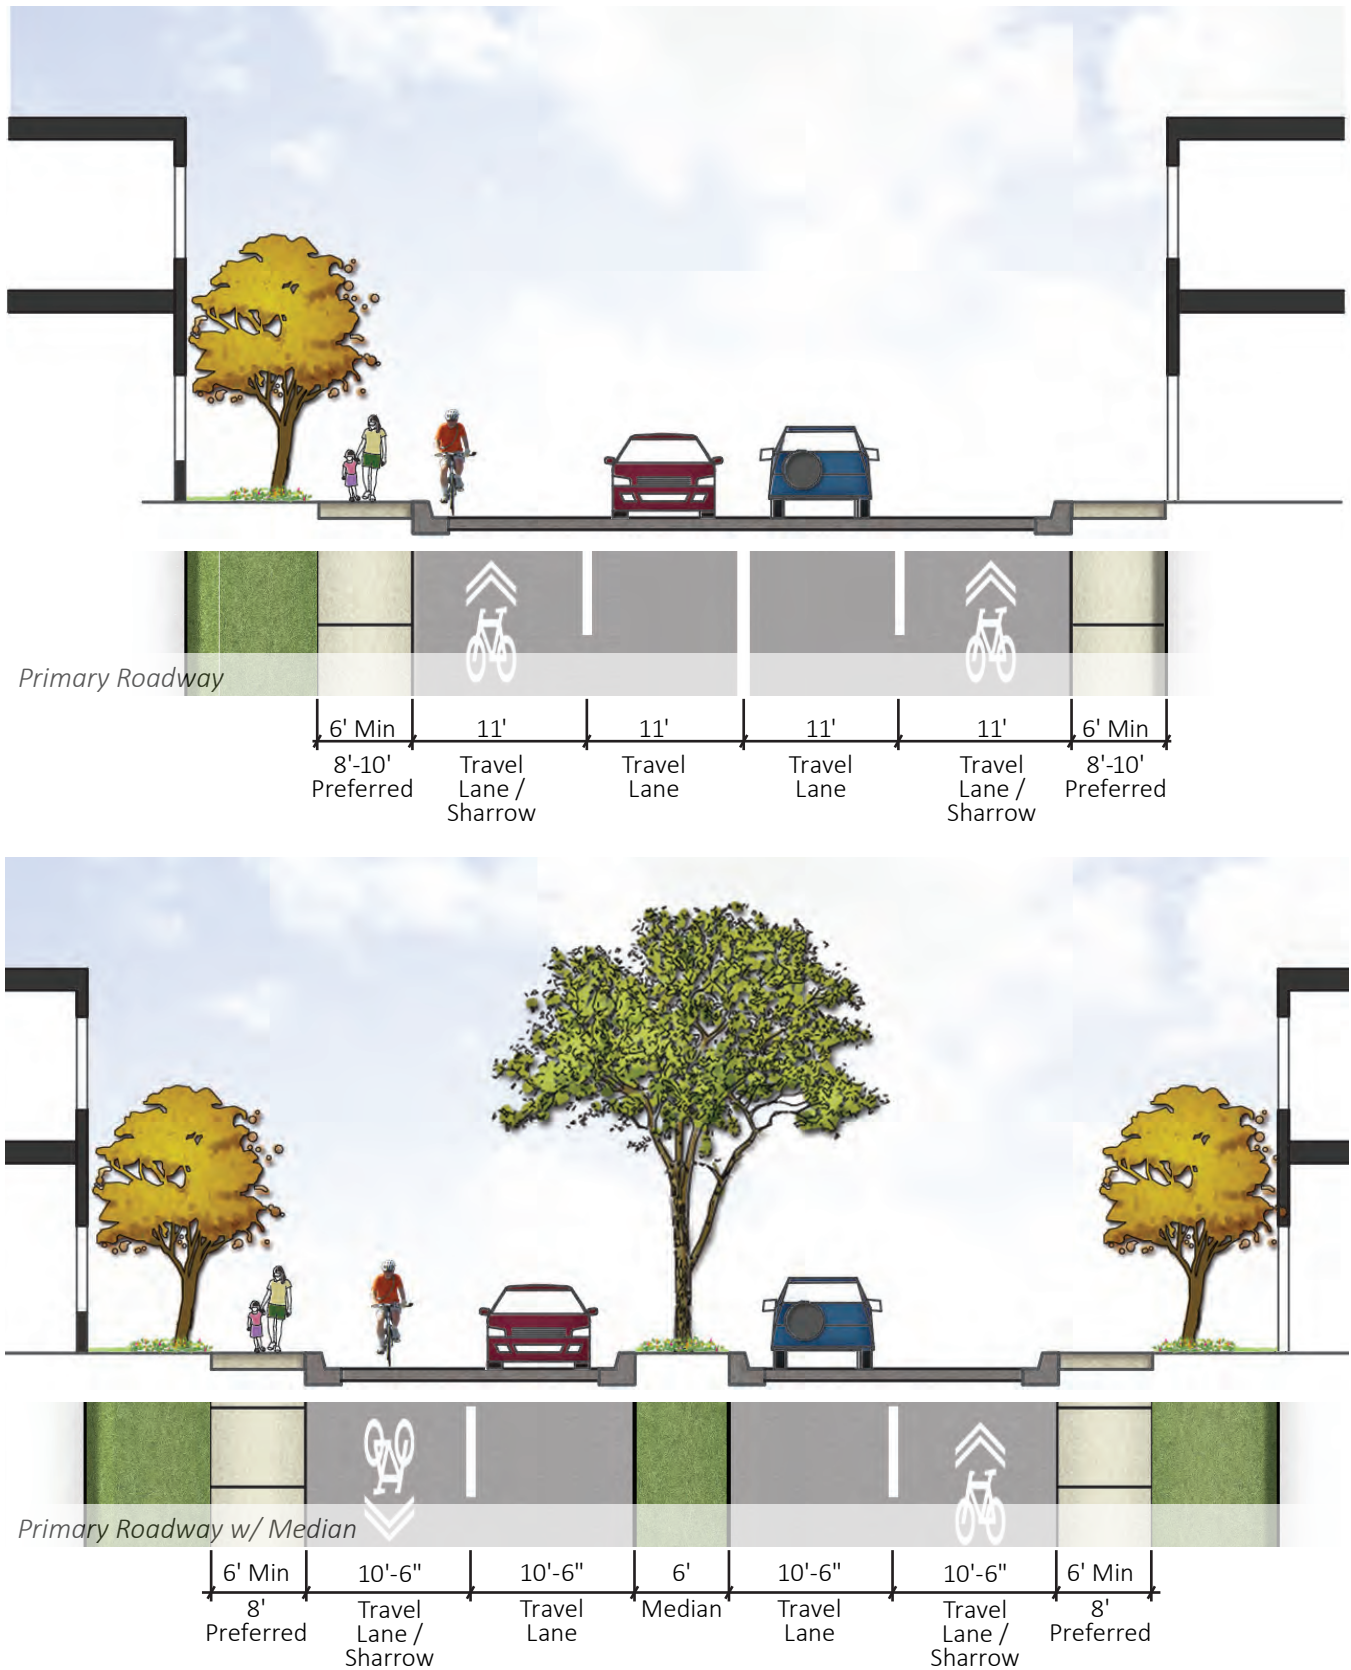 Primary Roadway
6' Min 11' 11' 11' 11' 6' Min
8'-10' Travel Travel Travel Travel 8'-10'
Preferred Lane / Lane Lane Lane / Preferred
Sharrow Sharrow
Primary Roadway w/ Median
6' Min 10'-6" 10'-6" 6' 10'-6" 10'-6" 6' Min
8' Travel Travel Median Travel Travel 8'
Preferred Lane / Lane Lane Lane / Preferred
Sharrow Sharrow